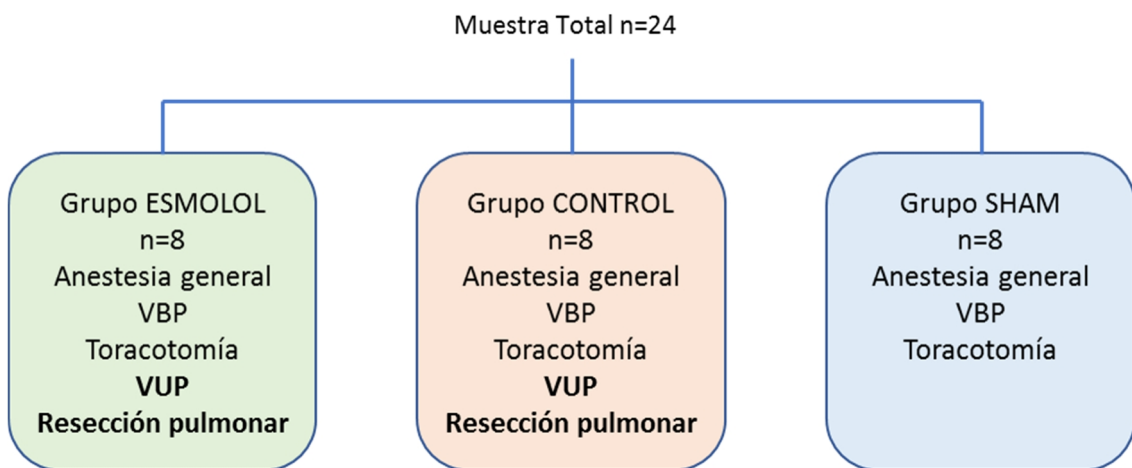 Muestra Total n=24
Grupo ESMOLOL
n=8
Anestesia general
VBP
Toracotomía
VUP
Resección pulmonar
Grupo CONTROL
n=8
Anestesia general
VBP
Toracotomía
VUP
Resección pulmonar
Grupo SHAM
n=8
Anestesia general
VBP
Toracotomía